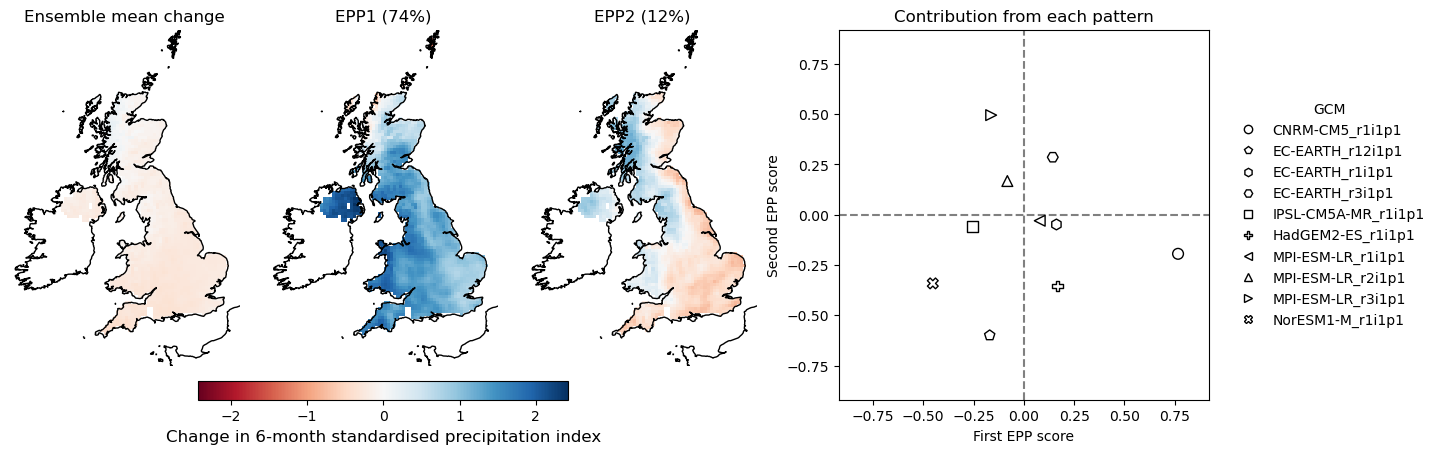 Ensemble mean change
EPP1 (74%)
EPP2 (12%)
−2 −1 0 1 2
Change in 6-month standardised precipitation index
Contribution from each pattern
0.75
0.50
0.25
0.00
−0.25
−0.50
−0.75
Second EPP score
−0.75 −0.50 −0.25 0.00 0.25 0.50 0.75
First EPP score
GCM
CNRM-CM5_r1i1p1
EC-EARTH_r12i1p1
EC-EARTH_r1i1p1
EC-EARTH_r3i1p1
IPSL-CM5A-MR_r1i1p1
HadGEM2-ES_r1i1p1
MPI-ESM-LR_r1i1p1
MPI-ESM-LR_r2i1p1
MPI-ESM-LR_r3i1p1
NorESM1-M_r1i1p1